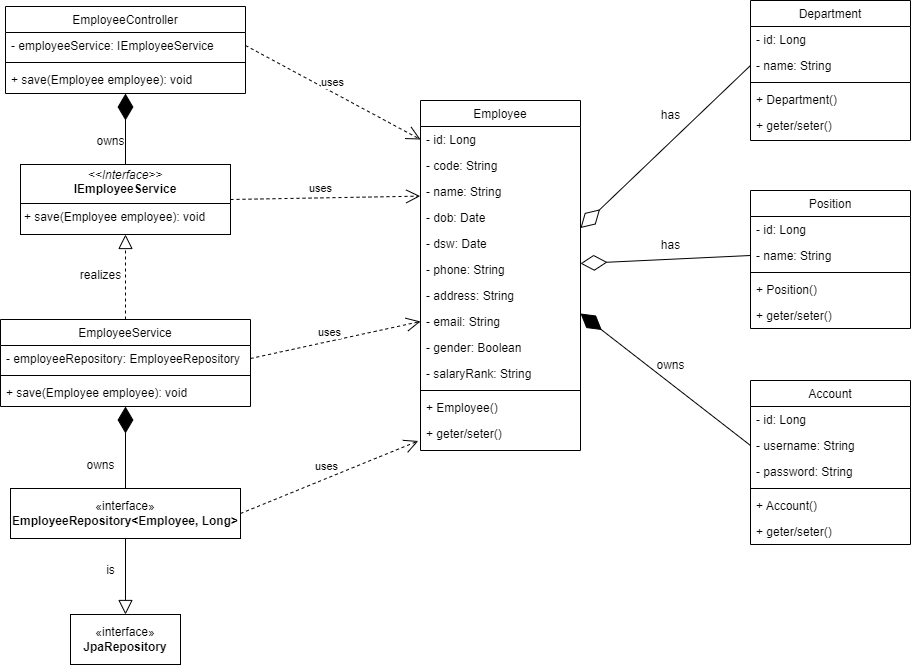 EmployeeController
- employeeService: IEmployeeService
+ save(Employee employee): void
owns
<<Interface>>
IEmployeeService
+ save(Employee employee): void
realizes
EmployeeService
- employeeRepository: EmployeeRepository
+ save(Employee employee): void
owns
«interface»
EmployeeRepository<Employee, Long>
is
«interface»
JpaRepository
uses
uses
uses
uses
Employee
- id: Long
- code: String
- name: String
- dob: Date
- dsw: Date
- phone: String
- address: String
- email: String
- gender: Boolean
- salaryRank: String
+ Employee()
+ geter/seter()
has
has
owns
Department
- id: Long
- name: String
+ Department()
+ geter/seter()
Position
- id: Long
- name: String
+ Position()
+ geter/seter()
Account
- id: Long
- username: String
- password: String
+ Account()
+ geter/seter()